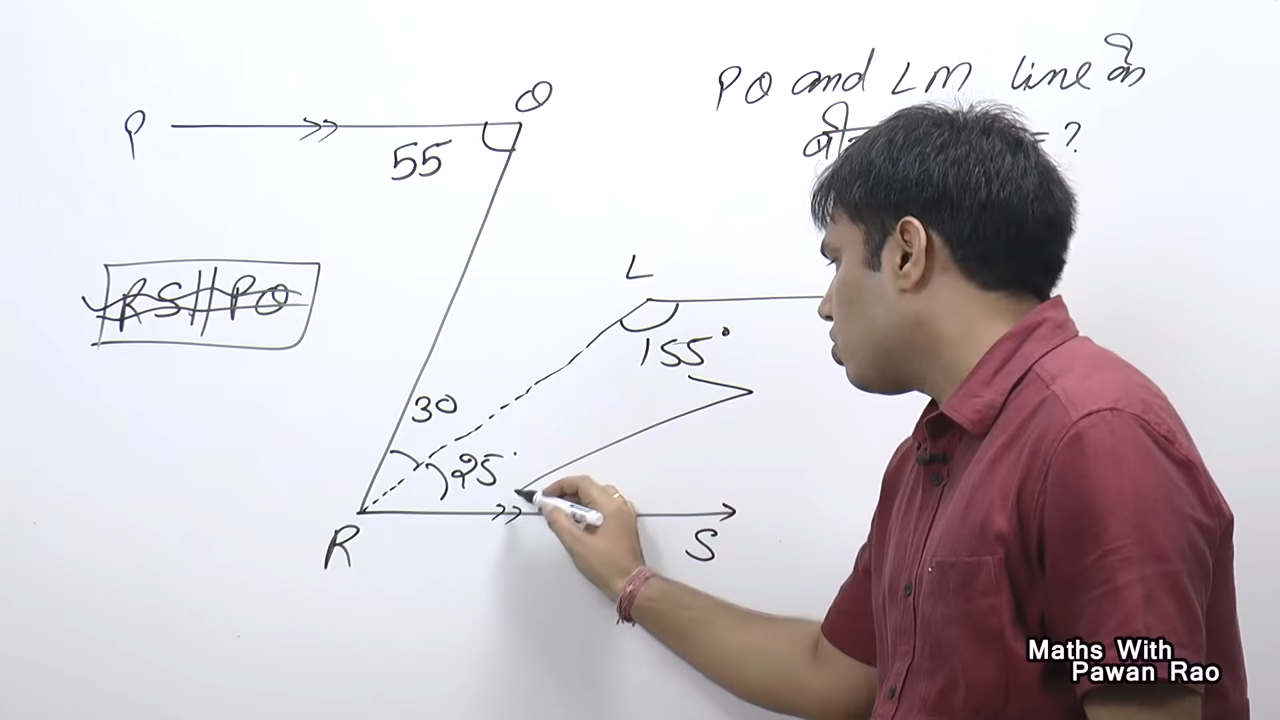 PQ and LM line के
= ?
Q
P
55
RS || PQ
L
155°
30
25°
R
S
Maths With
Pawan Rao